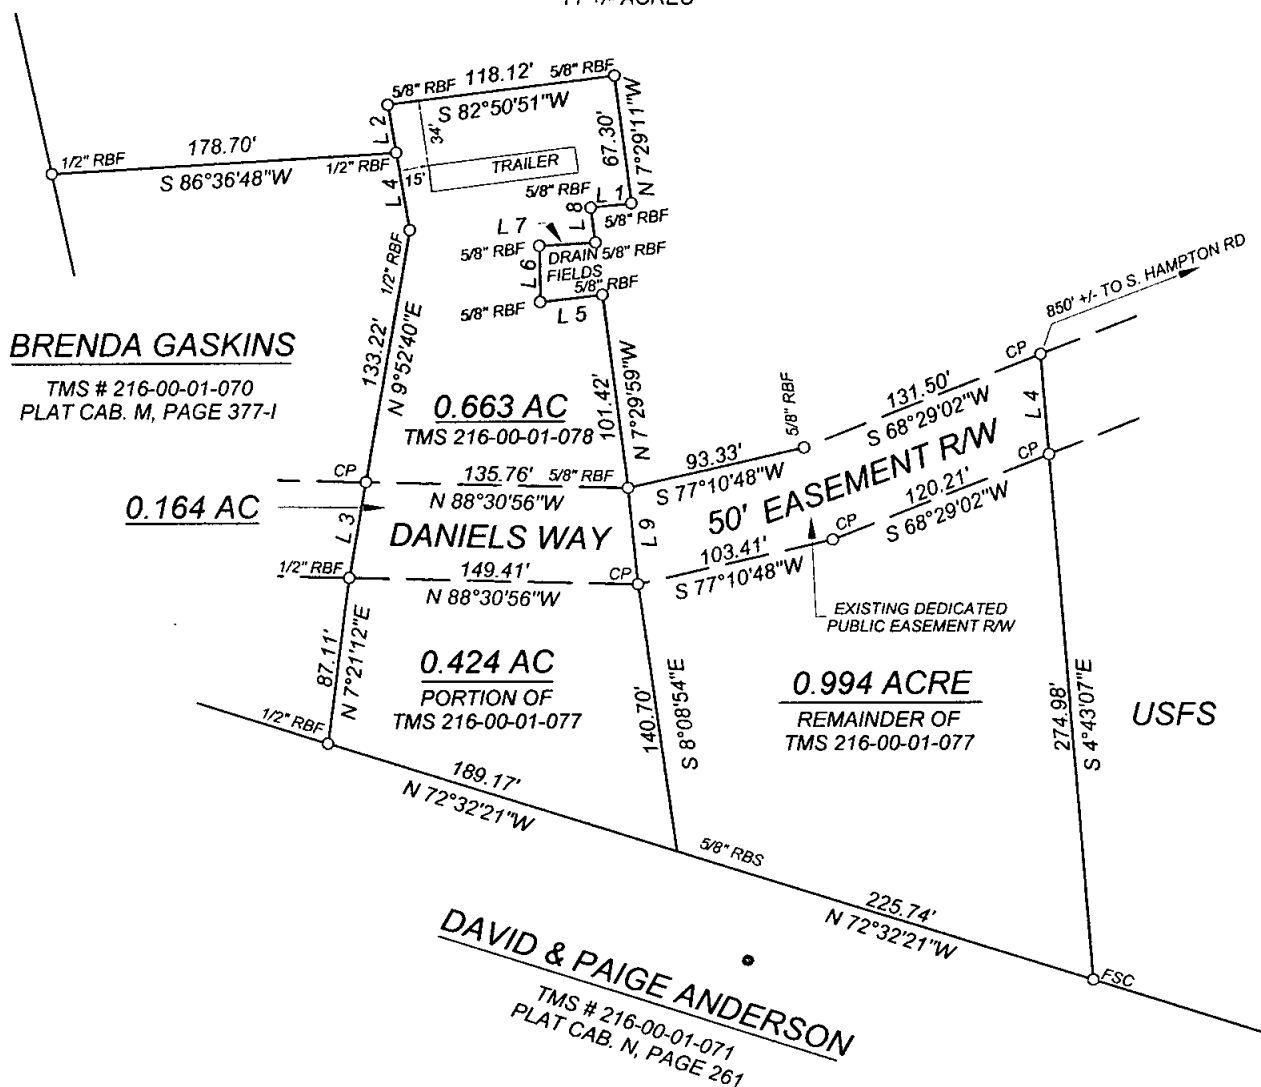 5/8" RBF
118.12'
5/8" RBF
S 82°50'51"W
L 2
34'
67.30'
N 7°29'11"W
1/2" RBF
178.70'
S 86°36'48"W
1/2" RBF
15'
TRAILER
L 4
5/8" RBF
L 1
5/8" RBF
L 8
L 7
5/8" RBF
5/8" RBF
DRAIN
FIELDS
L 6
5/8" RBF
5/8" RBF
L 5
1/2" RBF
133.22'
N 9°52'40"E
BRENDA GASKINS
TMS # 216-00-01-070
PLAT CAB. M, PAGE 377-I
0.663 AC
TMS 216-00-01-078
101.42'
N 7°29'59"W
850' +/- TO S. HAMPTON RD
CP
131.50'
S 68°29'02"W
L 4
5/8" RBF
93.33'
S 77°10'48"W
50' EASEMENT R/W
CP
120.21'
S 68°29'02"W
CP
CP
135.76'
5/8" RBF
N 88°30'56"W
0.164 AC
L 3
DANIELS WAY
L 9
103.41'
S 77°10'48"W
1/2" RBF
149.41'
CP
N 88°30'56"W
EXISTING DEDICATED
PUBLIC EASEMENT R/W
87.11'
N 7°21'12"E
0.424 AC
PORTION OF
TMS 216-00-01-077
140.70'
S 8°08'54"E
0.994 ACRE
REMAINDER OF
TMS 216-00-01-077
274.98'
S 4°43'07"E
USFS
1/2" RBF
189.17'
N 72°32'21"W
5/8" RBS
225.74'
N 72°32'21"W
FSC
DAVID & PAIGE ANDERSON
TMS # 216-00-01-071
PLAT CAB. N, PAGE 261